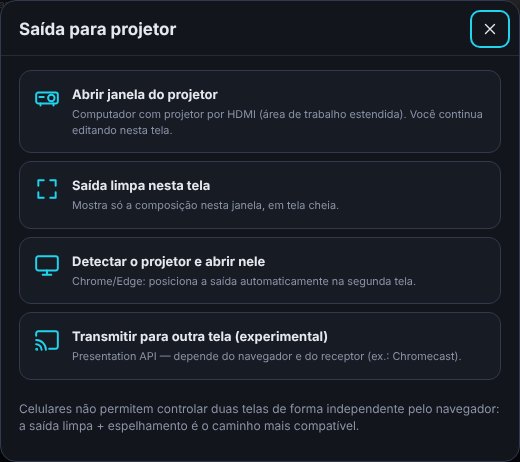 Saída para projetor
Abrir janela do projetor
Computador com projetor por HDMI (área de trabalho estendida). Você continua
editando nesta tela.
Saída limpa nesta tela
Mostra só a composição nesta janela, em tela cheia.
Detectar o projetor e abrir nele
Chrome/Edge: posiciona a saída automaticamente na segunda tela.
Transmitir para outra tela (experimental)
Presentation API — depende do navegador e do receptor (ex.: Chromecast).
Celulares não permitem controlar duas telas de forma independente pelo navegador:
a saída limpa + espelhamento é o caminho mais compatível.